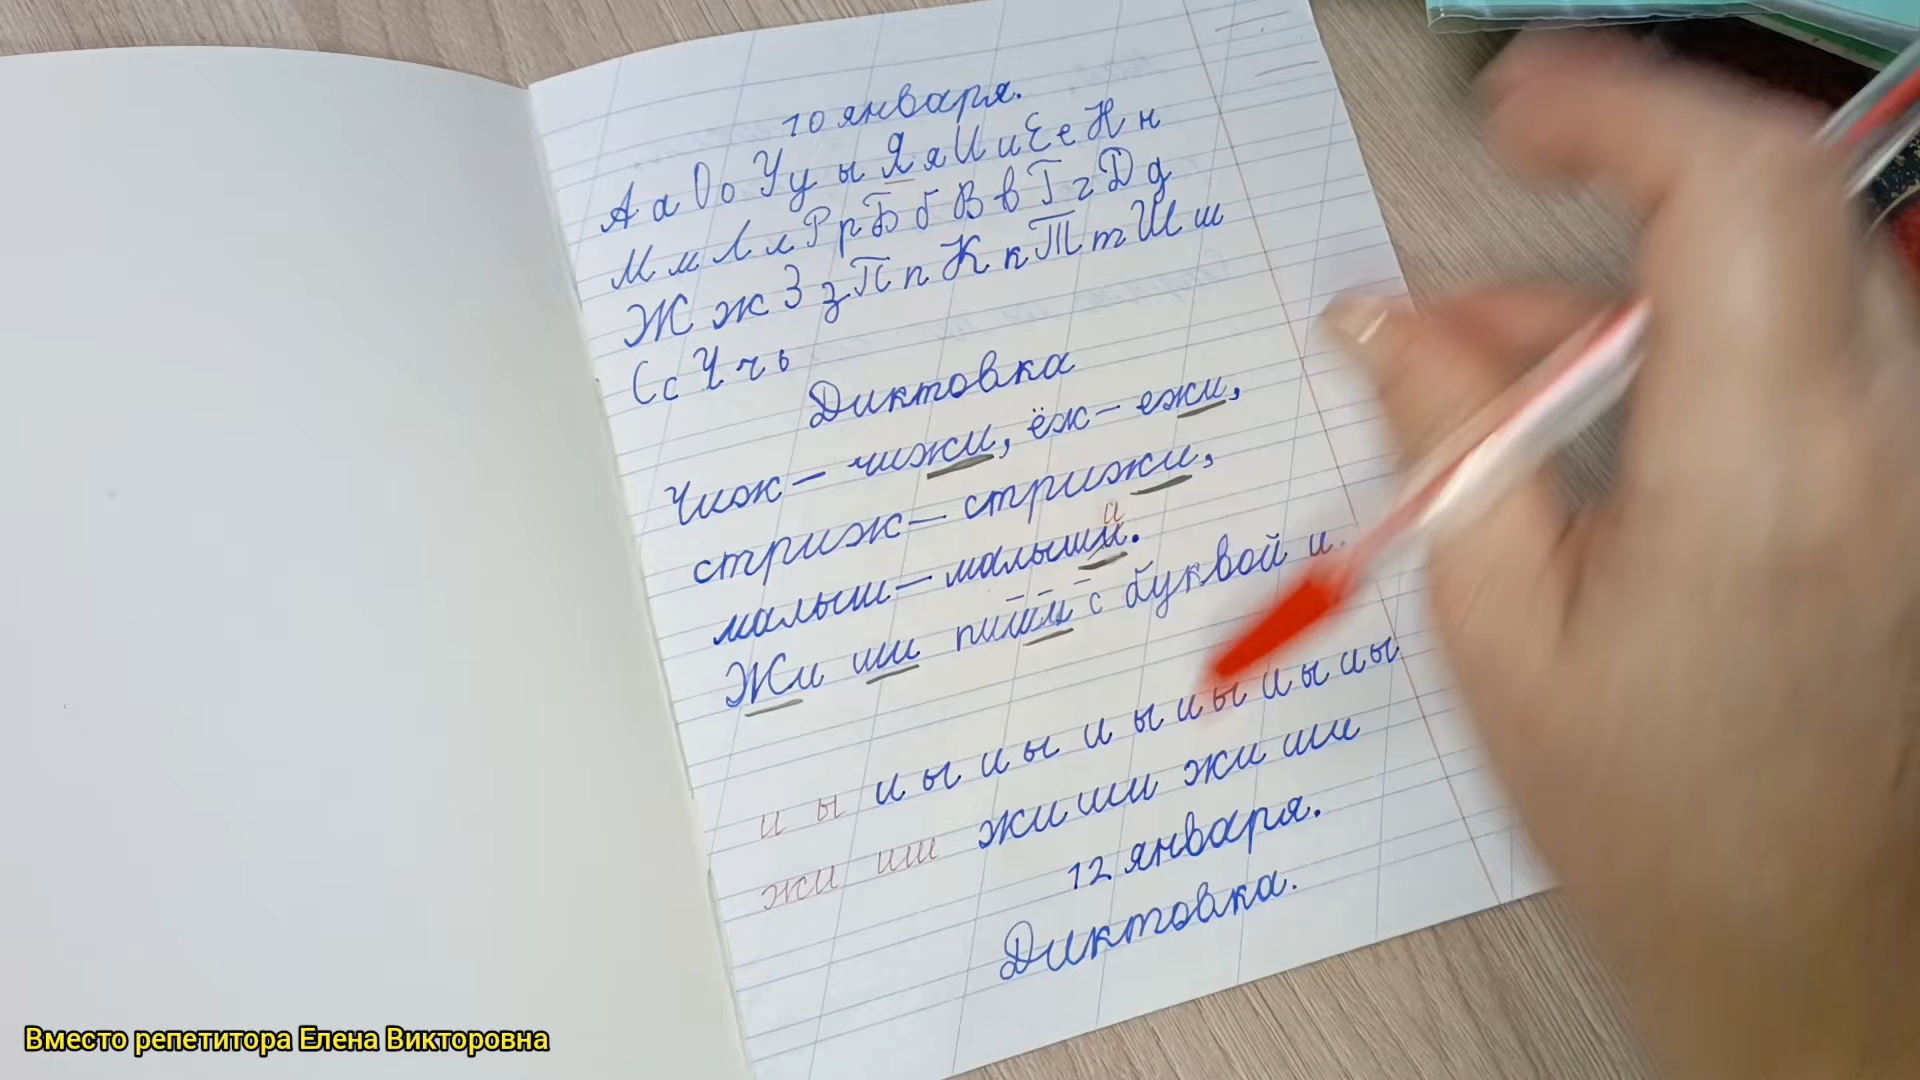 10 января.
А а О о У у ы Я я И и Е е Н н
М м Л л Р р Б б В в Г г Д д
Ж ж З з П п К к Т т Ш ш
С с Ч ч ь
Диктовка
Чиж – чижи, ёж – ежи,
стриж – стрижи,
и
малыш – малыши.
Жи ши пиши с буквой и.
и ы и ы и ы и ы и ы и ы и ы
жи ши жи ши жи ши
12 января.
Диктовка.
Вместо репетитора Елена Викторовна